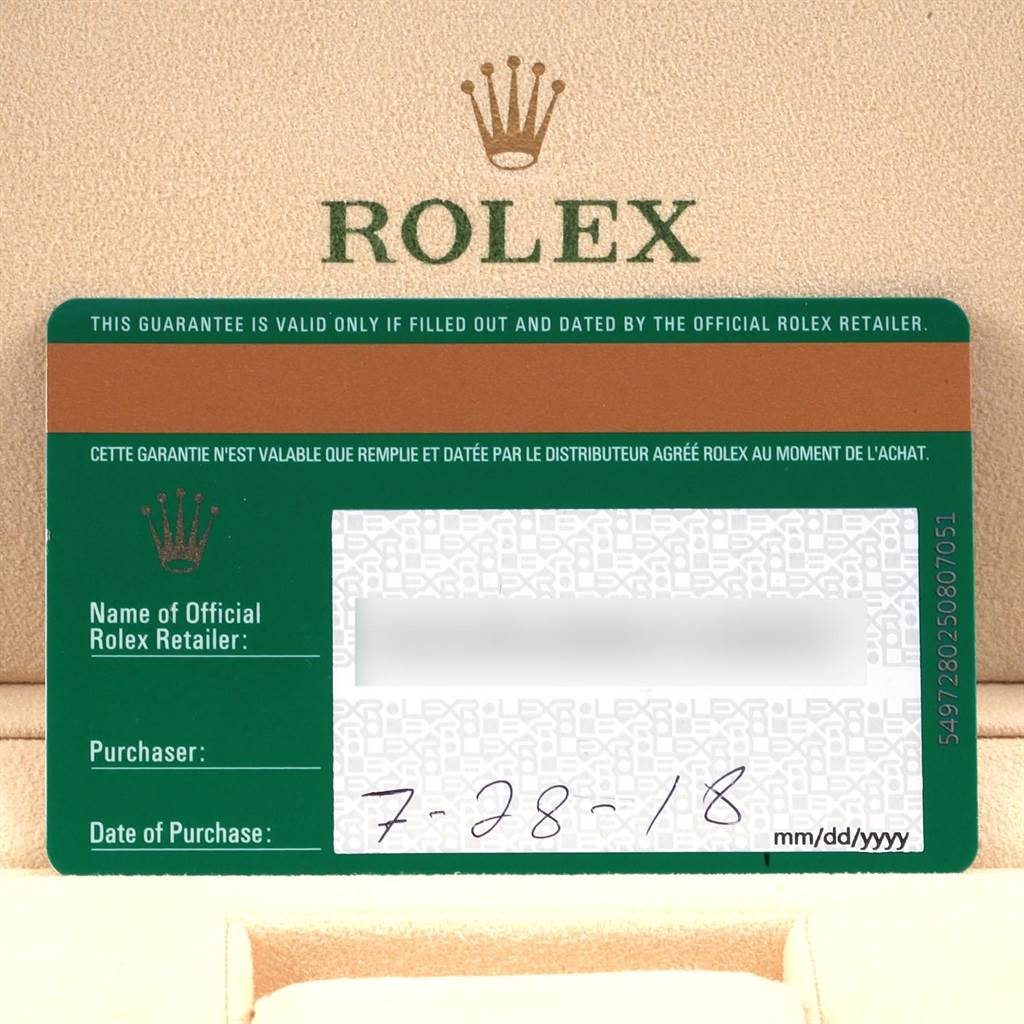 ROLEX
THIS GUARANTEE IS VALID ONLY IF FILLED OUT AND DATED BY THE OFFICIAL ROLEX RETAILER.
CETTE GARANTIE N'EST VALABLE QUE REMPLIE ET DATÉE PAR LE DISTRIBUTEUR AGRÉÉ ROLEX AU MOMENT DE L'ACHAT.
Name of Official
Rolex Retailer:
Purchaser:
Date of Purchase:
7-28-18
mm/dd/yyyy
5497280250807051